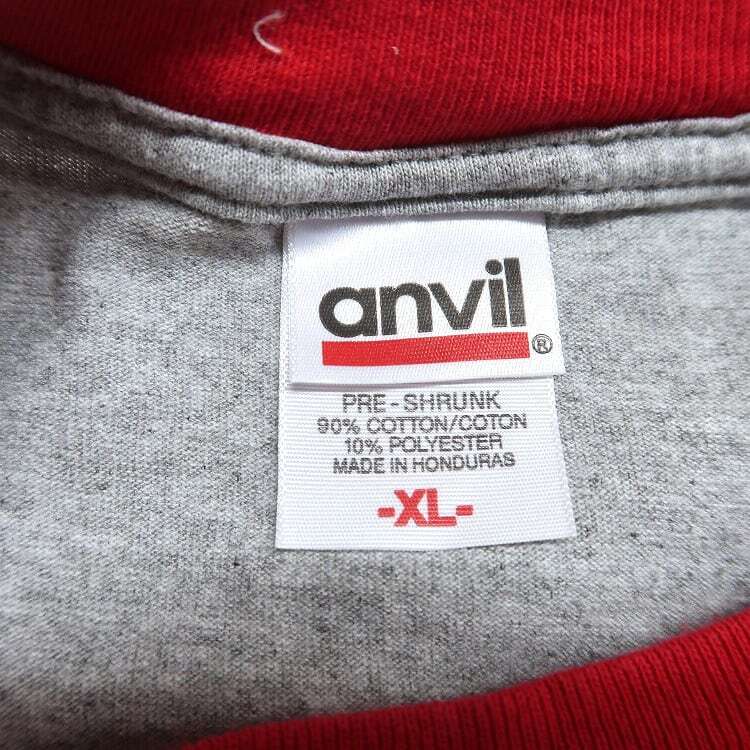 anvil®
PRE-SHRUNK
90% COTTON/COTON
10% POLYESTER
MADE IN HONDURAS
-XL-